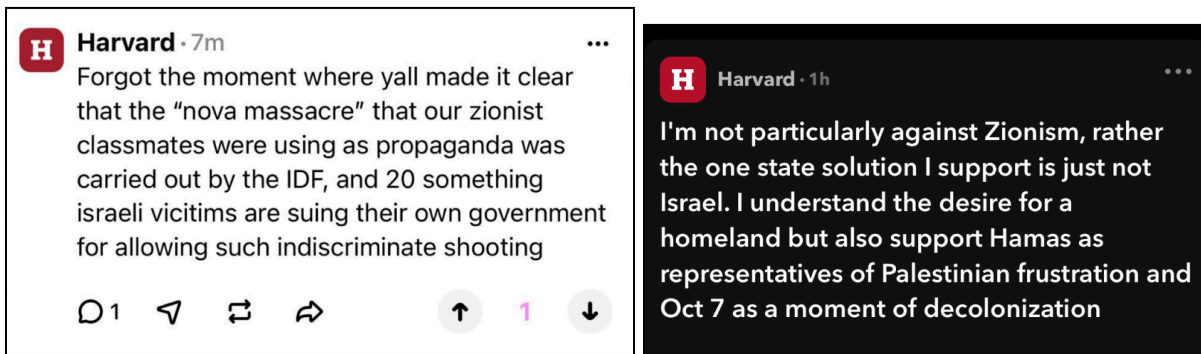 H
Harvard · 7m
Forgot the moment where yall made it clear
that the “nova massacre” that our zionist
classmates were using as propaganda was
carried out by the IDF, and 20 something
israeli vicitims are suing their own government
for allowing such indiscriminate shooting
1
1
H
Harvard · 1h
I'm not particularly against Zionism, rather
the one state solution I support is just not
Israel. I understand the desire for a
homeland but also support Hamas as
representatives of Palestinian frustration and
Oct 7 as a moment of decolonization